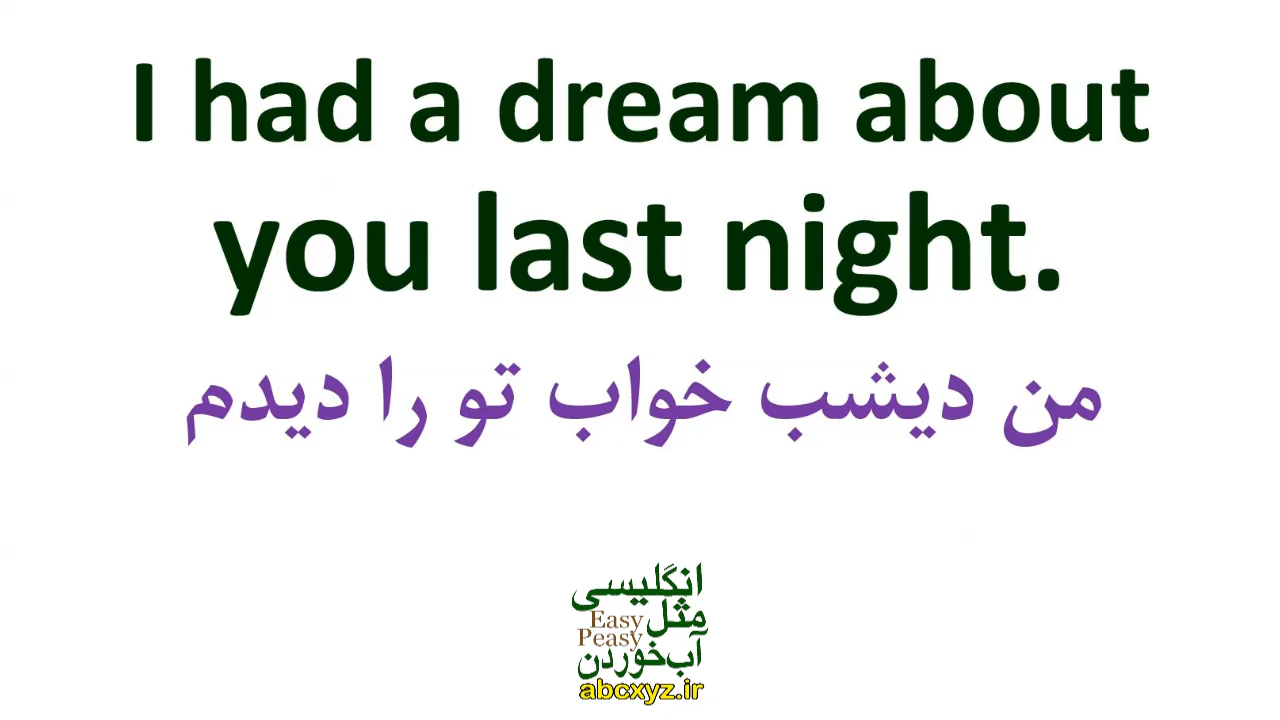 I had a dream about
you last night.
من دیشب خواب تو را دیدم
انگلیسی
مثل
Easy
Peasy
آب‌خوردن
abcxyz.ir